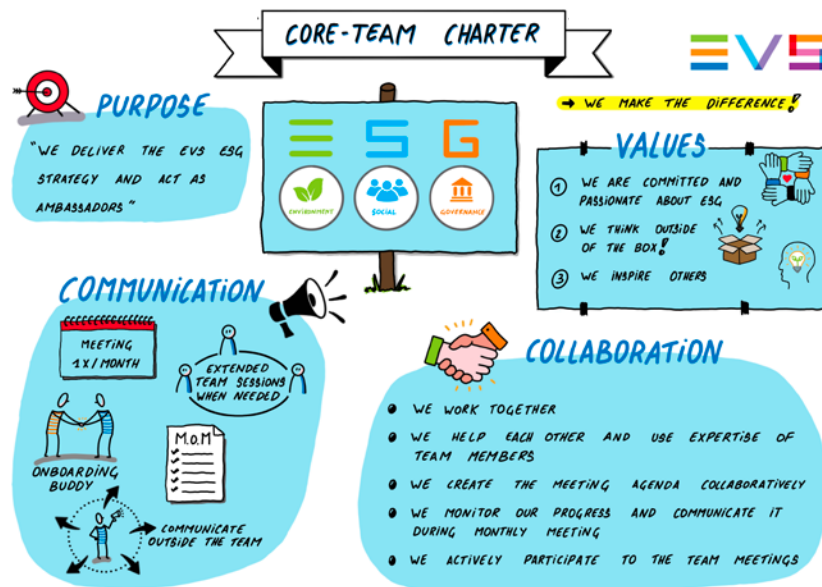 CORE-TEAM CHARTER
EVS
→ WE MAKE THE DIFFERENCE!
PURPOSE
"WE DELIVER THE EVS ESG
STRATEGY AND ACT AS
AMBASSADORS"
ESG
ENVIRONMENT
SOCIAL
GOVERNANCE
VALUES
1 WE ARE COMMITTED AND
PASSIONATE ABOUT ESG
2 WE THINK OUTSIDE
OF THE BOX!
3 WE INSPIRE OTHERS
COMMUNICATION
MEETING
1X/MONTH
EXTENDED
TEAM SESSIONS
WHEN NEEDED
ONBOARDING
BUDDY
M.O.M
COMMUNICATE
OUTSIDE THE TEAM
COLLABORATION
• WE WORK TOGETHER
• WE HELP EACH OTHER AND USE EXPERTISE OF
TEAM MEMBERS
• WE CREATE THE MEETING AGENDA COLLABORATIVELY
• WE MONITOR OUR PROGRESS AND COMMUNICATE IT
DURING MONTHLY MEETING
• WE ACTIVELY PARTICIPATE TO THE TEAM MEETINGS